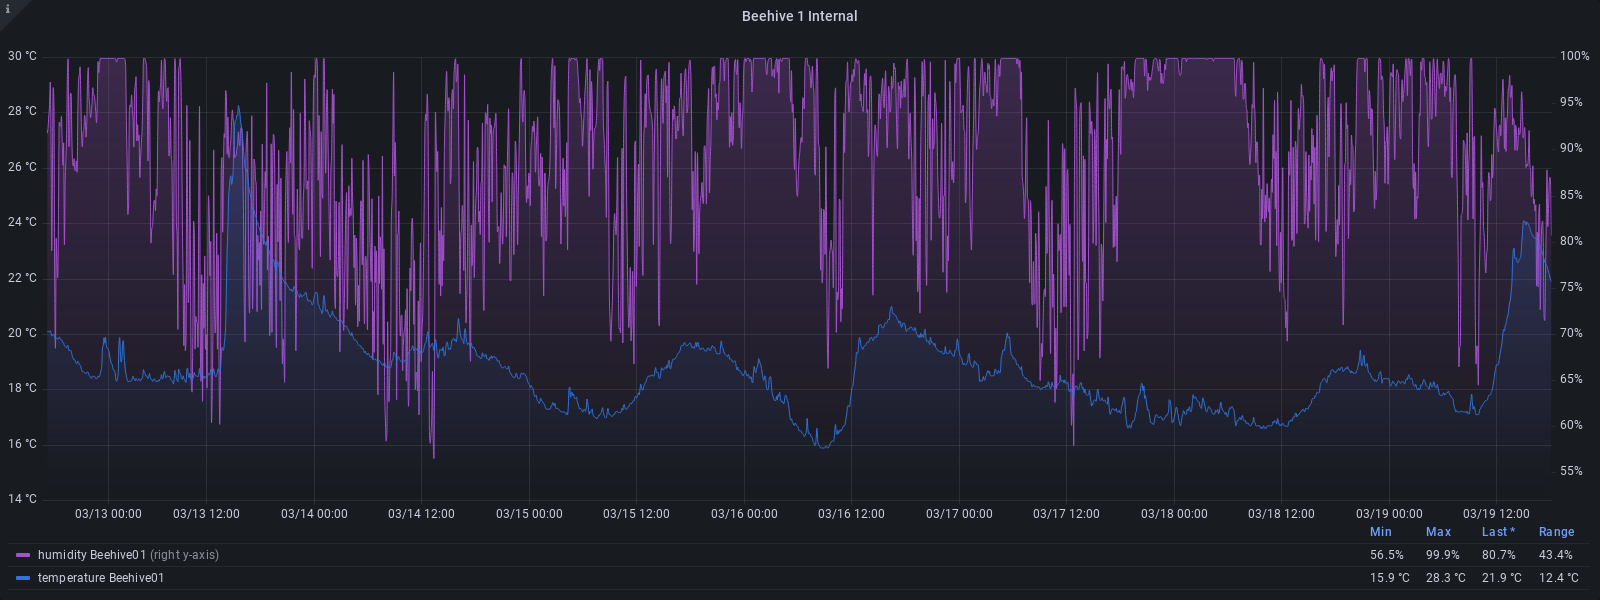 i
Beehive 1 Internal
30 °C
28 °C
26 °C
24 °C
22 °C
20 °C
18 °C
16 °C
14 °C
100%
95%
90%
85%
80%
75%
70%
65%
60%
55%
03/13 00:00 03/13 12:00 03/14 00:00 03/14 12:00 03/15 00:00 03/15 12:00 03/16 00:00 03/16 12:00 03/17 00:00 03/17 12:00 03/18 00:00 03/18 12:00 03/19 00:00 03/19 12:00
Min Max Last * Range
humidity Beehive01 (right y-axis) 56.5% 99.9% 80.7% 43.4%
temperature Beehive01 15.9 °C 28.3 °C 21.9 °C 12.4 °C